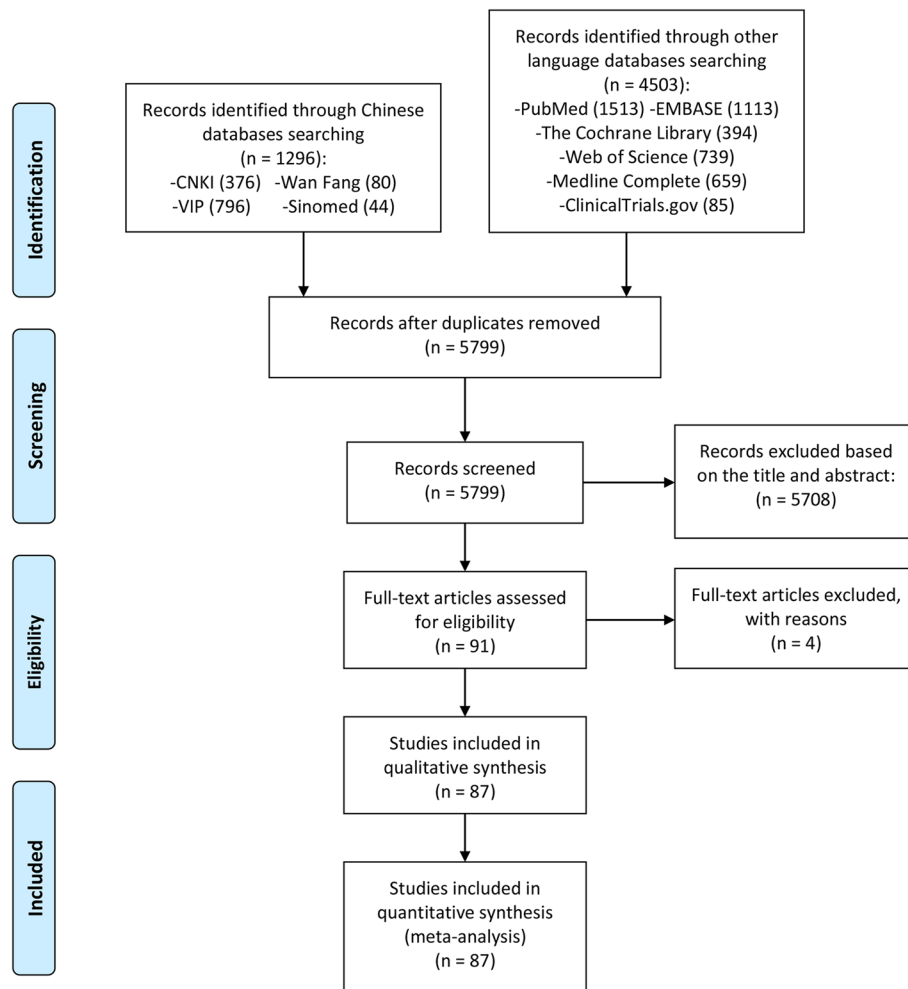 Identification
Records identified through Chinese
databases searching
(n = 1296):
-CNKI (376) -Wan Fang (80)
-VIP (796) -Sinomed (44)
Records identified through other
language databases searching
(n = 4503):
-PubMed (1513) -EMBASE (1113)
-The Cochrane Library (394)
-Web of Science (739)
-Medline Complete (659)
-ClinicalTrials.gov (85)
Screening
Records after duplicates removed
(n = 5799)
Records screened
(n = 5799)
Records excluded based
on the title and abstract:
(n = 5708)
Eligibility
Full-text articles assessed
for eligibility
(n = 91)
Full-text articles excluded,
with reasons
(n = 4)
Studies included in
qualitative synthesis
(n = 87)
Included
Studies included in
quantitative synthesis
(meta-analysis)
(n = 87)